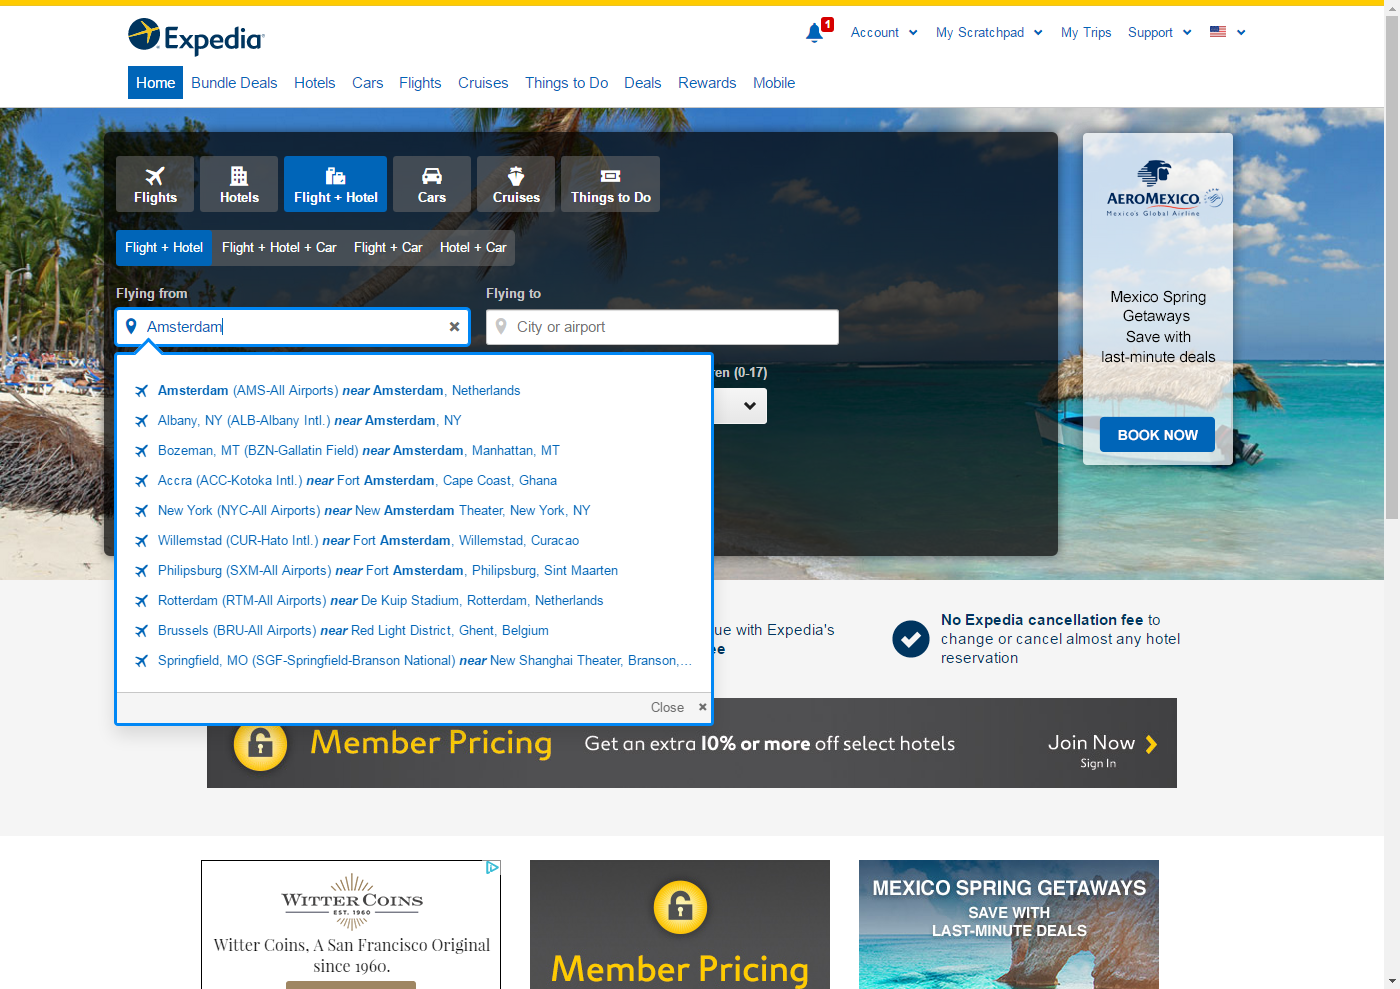 Expedia
1
Account
My Scratchpad
My Trips
Support
Home
Bundle Deals
Hotels
Cars
Flights
Cruises
Things to Do
Deals
Rewards
Mobile
Flights
Hotels
Flight + Hotel
Cars
Cruises
Things to Do
Flight + Hotel
Flight + Hotel + Car
Flight + Car
Hotel + Car
Flying from
Flying to
Amsterdam
City or airport
ren (0-17)
Amsterdam (AMS-All Airports) near Amsterdam, Netherlands
Albany, NY (ALB-Albany Intl.) near Amsterdam, NY
Bozeman, MT (BZN-Gallatin Field) near Amsterdam, Manhattan, MT
Accra (ACC-Kotoka Intl.) near Fort Amsterdam, Cape Coast, Ghana
New York (NYC-All Airports) near New Amsterdam Theater, New York, NY
Willemstad (CUR-Hato Intl.) near Fort Amsterdam, Willemstad, Curacao
Philipsburg (SXM-All Airports) near Fort Amsterdam, Philipsburg, Sint Maarten
Rotterdam (RTM-All Airports) near De Kuip Stadium, Rotterdam, Netherlands
Brussels (BRU-All Airports) near Red Light District, Ghent, Belgium
Springfield, MO (SGF-Springfield-Branson National) near New Shanghai Theater, Branson,...
Close
AEROMEXICO
Mexico's Global Airline
Mexico Spring
Getaways
Save with
last-minute deals
BOOK NOW
ue with Expedia's
ee
No Expedia cancellation fee to
change or cancel almost any hotel
reservation
Member Pricing
Get an extra 10% or more off select hotels
Join Now
Sign In
WITTER COINS
EST. 1960
Witter Coins, A San Francisco Original
since 1960.
Member Pricing
MEXICO SPRING GETAWAYS
SAVE WITH
LAST-MINUTE DEALS